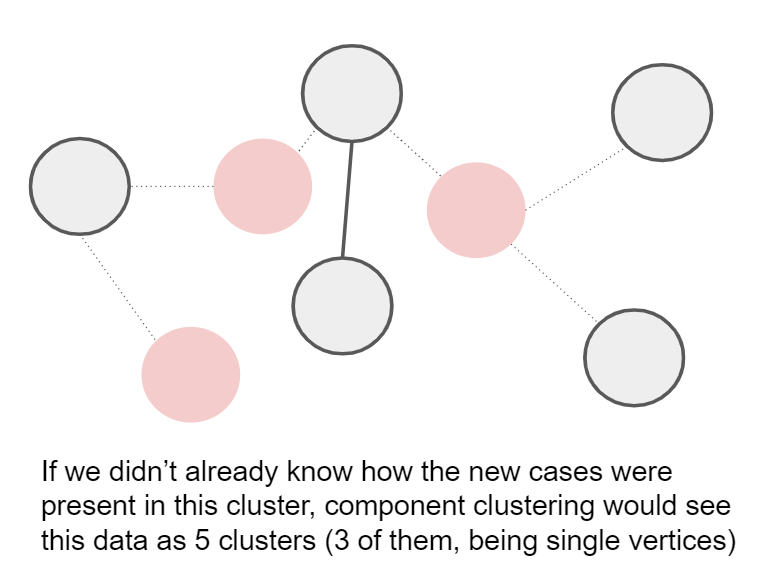 If we didn’t already know how the new cases were
present in this cluster, component clustering would see
this data as 5 clusters (3 of them, being single vertices)